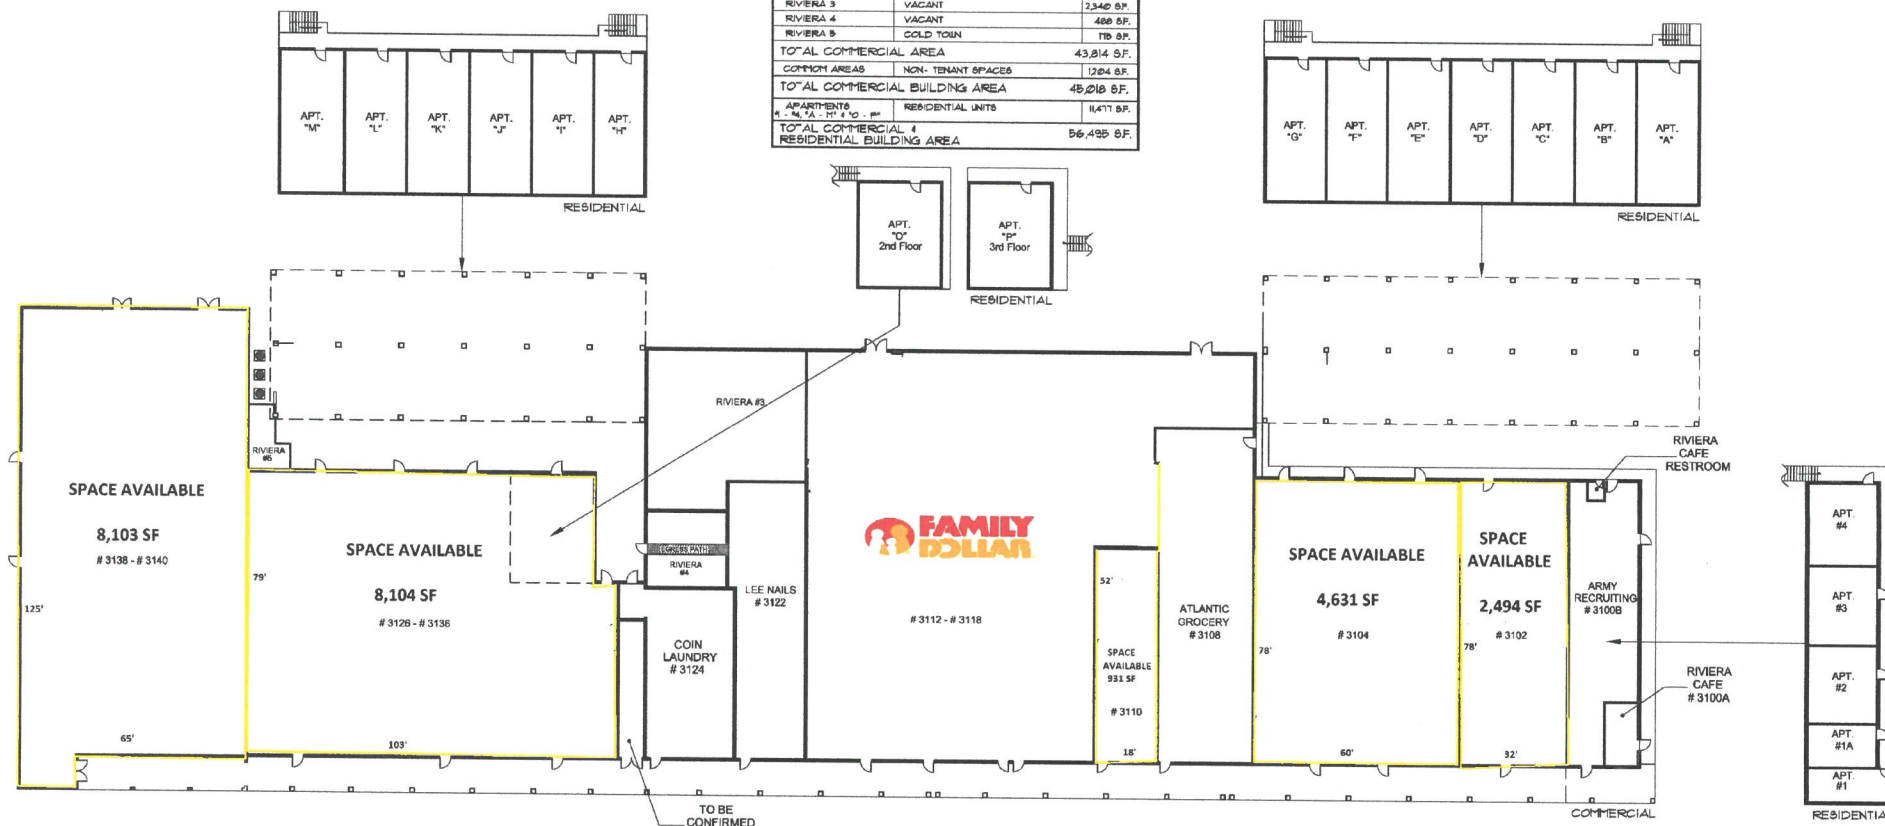 RIVIERA 3 VACANT 2,340 SF.
RIVIERA 4 VACANT 400 SF.
RIVIERA 5 COLD TOWN
TOTAL COMMERCIAL AREA 43,814 SF.
COMMON AREAS NON- TENANT SPACES 1,204 SF.
TOTAL COMMERCIAL BUILDING AREA 45,018 SF.
APARTMENTS RESIDENTIAL UNITS 11,477 SF.
TOTAL COMMERCIAL &
RESIDENTIAL BUILDING AREA 56,495 SF.
APT.
"M"
APT.
"L"
APT.
"K"
APT.
"J"
APT.
"I"
APT.
"H"
RESIDENTIAL
APT.
"G"
APT.
"F"
APT.
"E"
APT.
"D"
APT.
"C"
APT.
"B"
APT.
"A"
RESIDENTIAL
APT.
"O"
2nd Floor
APT.
"P"
3rd Floor
RESIDENTIAL
SPACE AVAILABLE
8,103 SF
# 3138 - # 3140
125'
65'
RIVIERA
#5
SPACE AVAILABLE
8,104 SF
# 3126 - # 3136
79'
103'
RIVIERA #3
EGRESS PATH
RIVIERA
#4
COIN
LAUNDRY
# 3124
LEE NAILS
# 3122
TO BE
CONFIRMED
FAMILY
DOLLAR
# 3112 - # 3118
52'
SPACE
AVAILABLE
931 SF
# 3110
18'
ATLANTIC
GROCERY
# 3108
SPACE AVAILABLE
4,631 SF
# 3104
78'
60'
SPACE
AVAILABLE
2,494 SF
# 3102
78'
32'
ARMY
RECRUITING
# 3100B
RIVIERA
CAFE
RESTROOM
RIVIERA
CAFE
# 3100A
COMMERCIAL
APT.
#4
APT.
#3
APT.
#2
APT.
#1A
APT.
#1
RESIDENTIAL